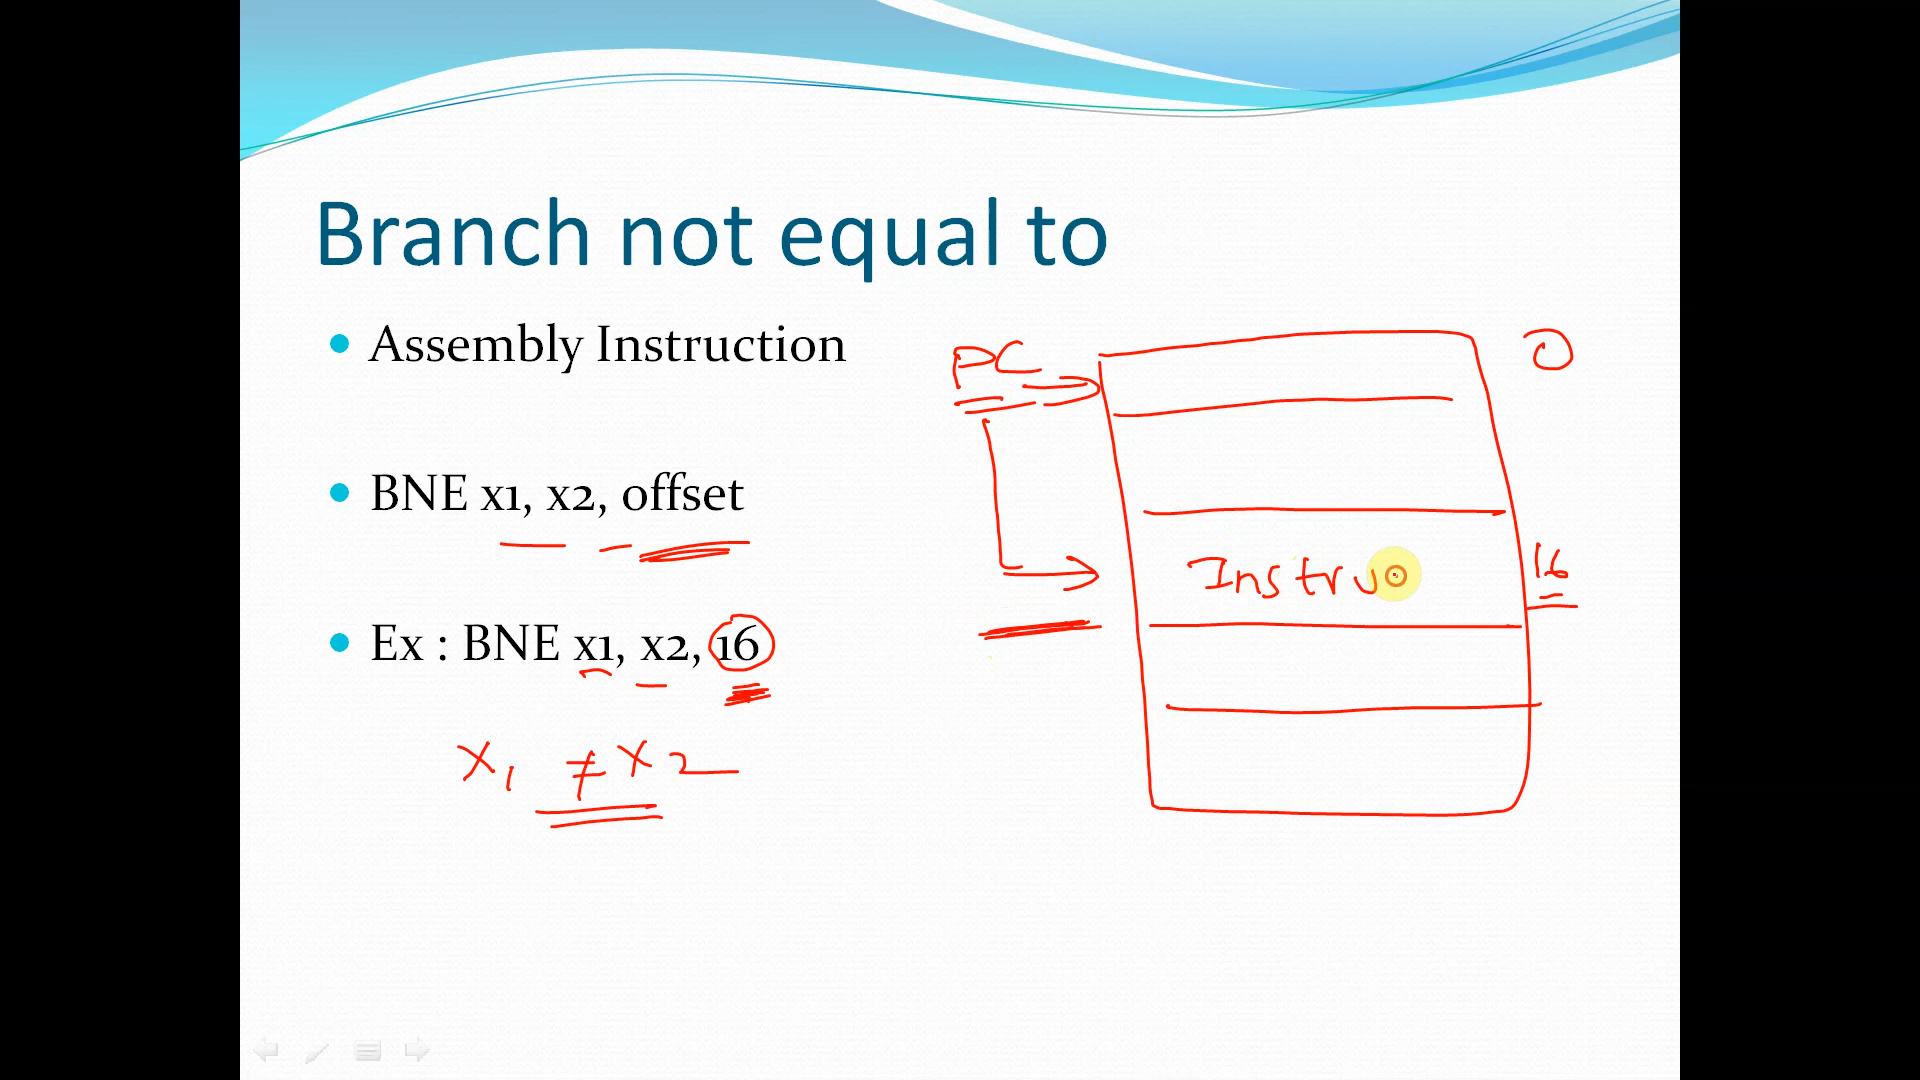 Branch not equal to
Assembly Instruction
BNE x1, x2, offset
Ex : BNE x1, x2, 16
x1 ≠ x2
PC
0
Instru
16